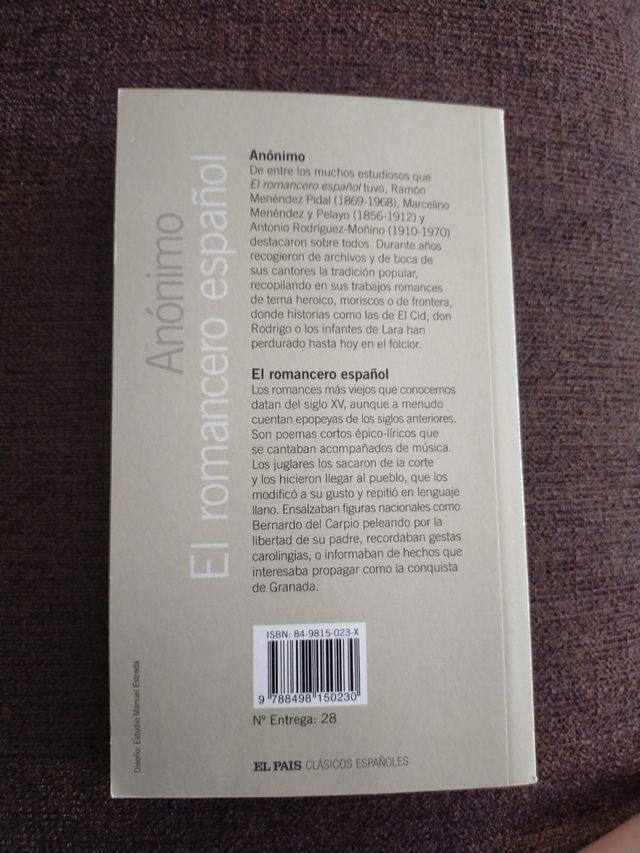 Anónimo
El romancero español
Anónimo
De entre los muchos estudiosos que
El romancero español tuvo, Ramón
Menéndez Pidal (1869-1968), Marcelino
Menéndez y Pelayo (1856-1912) y
Antonio Rodríguez-Moñino (1910-1970)
destacaron sobre todos. Durante años
recogieron de archivos y de boca de
sus cantores la tradición popular,
recopilando en sus trabajos romances
de tema heroico, moriscos o de frontera,
donde historias como las de El Cid, don
Rodrigo o los infantes de Lara han
perdurado hasta hoy en el folclor.
El romancero español
Los romances más viejos que conocemos
datan del siglo XV, aunque a menudo
cuentan epopeyas de los siglos anteriores.
Son poemas cortos épico-líricos que
se cantaban acompañados de música.
Los juglares los sacaron de la corte
y los hicieron llegar al pueblo, que los
modificó a su gusto y repitió en lenguaje
llano. Ensalzaban figuras nacionales como
Bernardo del Carpio peleando por la
libertad de su padre, recordaban gestas
carolingias, o informaban de hechos que
interesaba propagar como la conquista
de Granada.
ISBN: 84-9815-023-X
9 788498 150230
Nº Entrega: 28
EL PAIS CLÁSICOS ESPAÑOLES
Diseño: Estudio Manuel Estrada